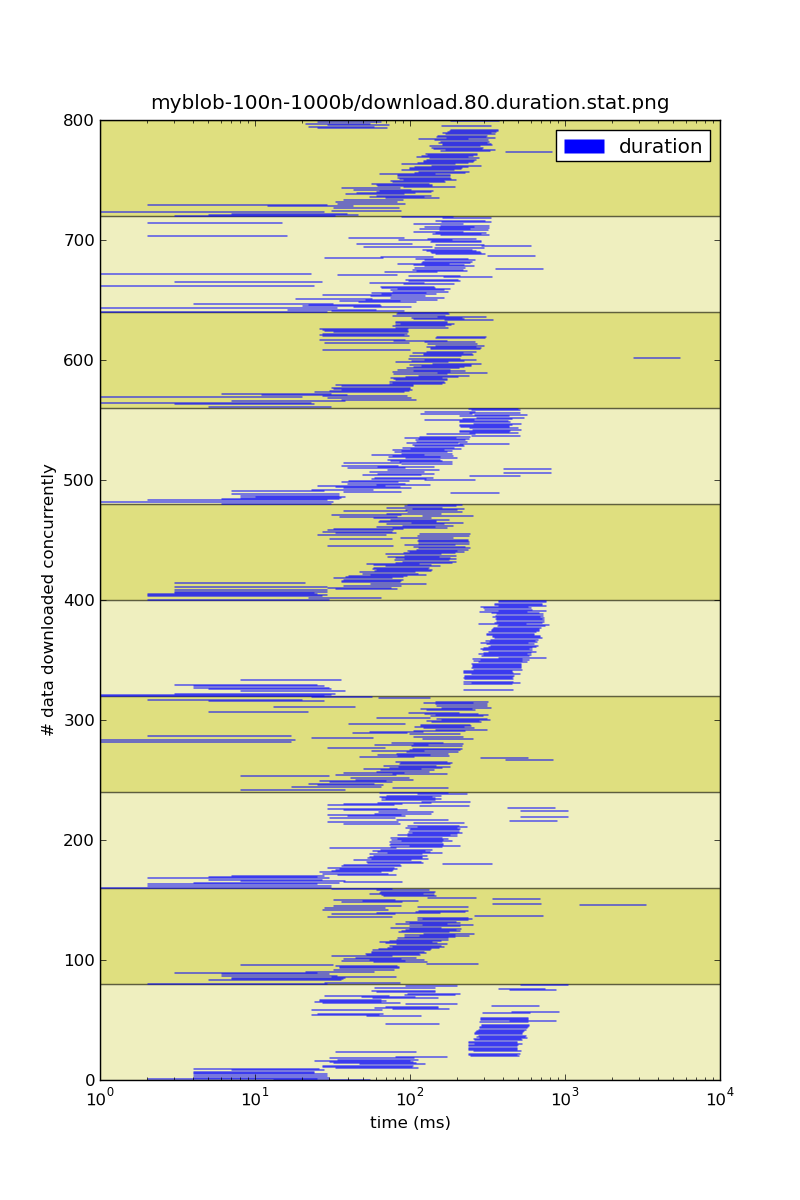 myblob-100n-1000b/download.80.duration.stat.png
duration
800
700
600
500
400
300
200
100
0
# data downloaded concurrently
10^0 10^1 10^2 10^3 10^4
time (ms)